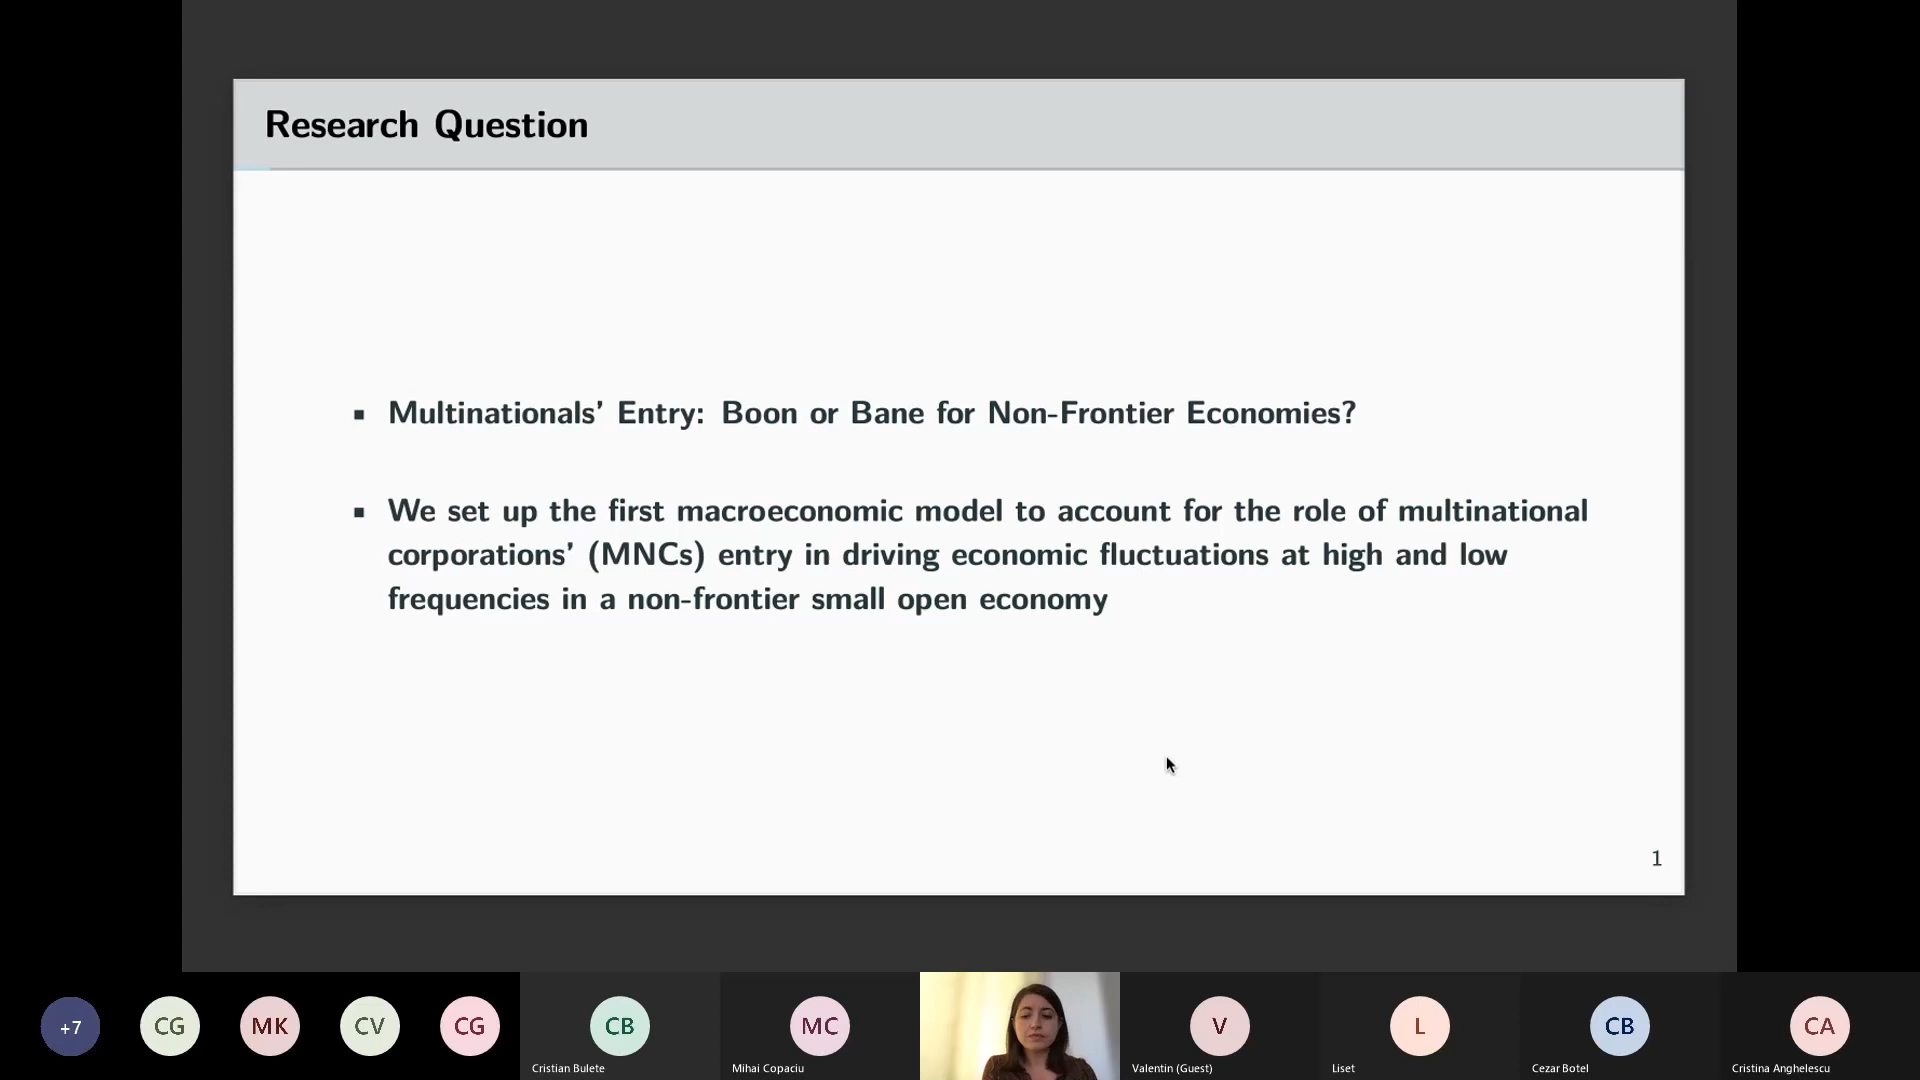 Research Question
▪ Multinationals' Entry: Boon or Bane for Non-Frontier Economies?
▪ We set up the first macroeconomic model to account for the role of multinational
corporations' (MNCs) entry in driving economic fluctuations at high and low
frequencies in a non-frontier small open economy
1
+7
CG
MK
CV
CG
CB
MC
V
L
CB
CA
Cristian Bulete
Mihai Copaciu
Valentin (Guest)
Liset
Cezar Botel
Cristina Anghelescu